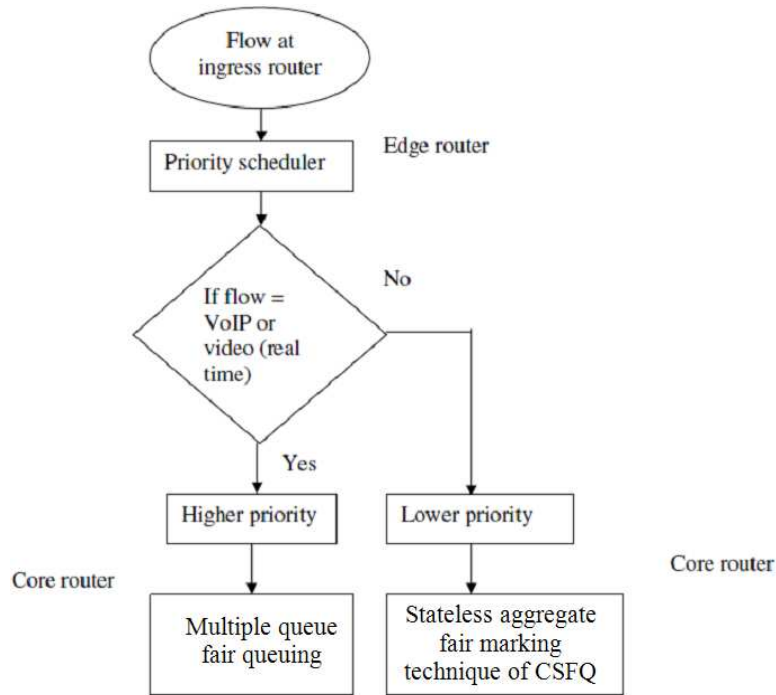 Flow at
ingress router
Edge router
Priority scheduler
No
If flow =
VoIP or
video (real
time)
Yes
Higher priority
Lower priority
Core router
Core router
Multiple queue
fair queuing
Stateless aggregate
fair marking
technique of CSFQ